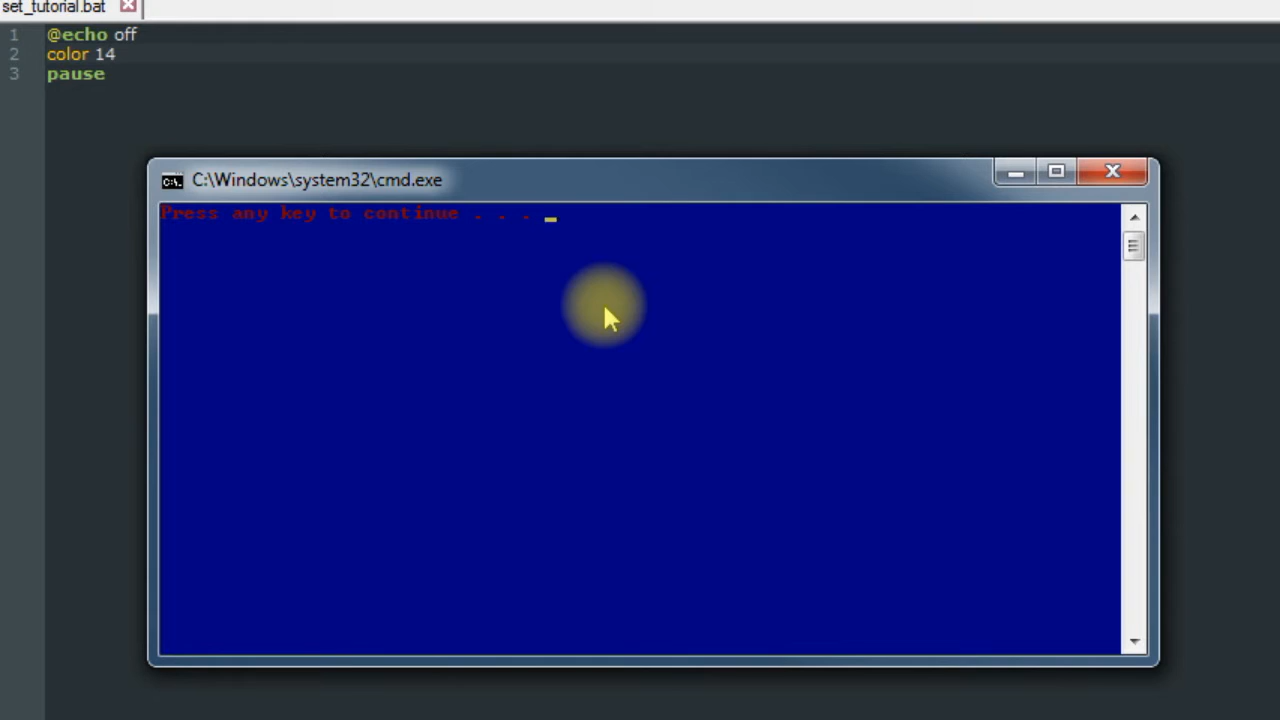 set_tutorial.bat
1 @echo off
2 color 14
3 pause
C:\Windows\system32\cmd.exe
Press any key to continue . . . _